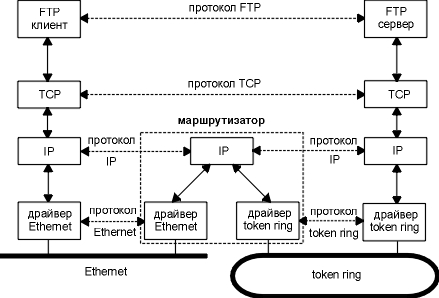 FTP
клиент
протокол FTP
FTP
сервер
TCP
протокол TCP
TCP
маршрутизатор
IP
протокол
IP
IP
протокол
IP
IP
драйвер
Ethernet
протокол
Ethernet
драйвер
Ethernet
драйвер
token ring
протокол
token ring
драйвер
token ring
Ethernet
token ring